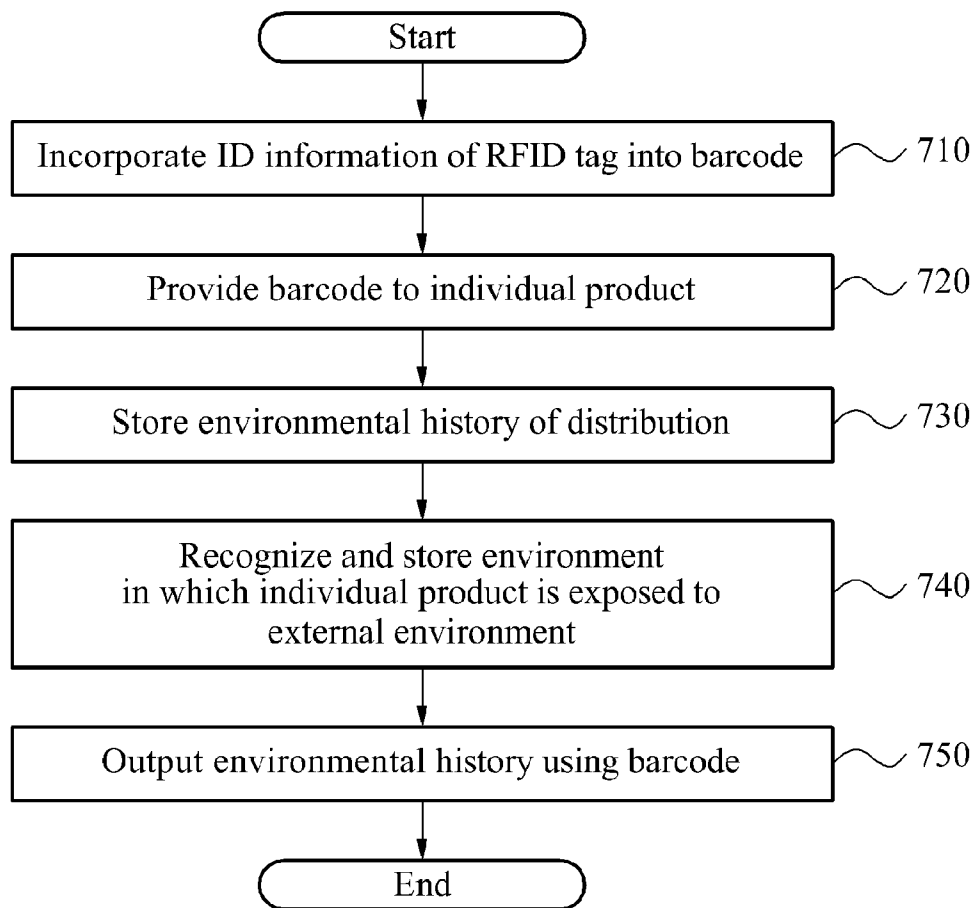 Start
Incorporate ID information of RFID tag into barcode
710
Provide barcode to individual product
720
Store environmental history of distribution
730
Recognize and store environment
in which individual product is exposed to
external environment
740
Output environmental history using barcode
750
End